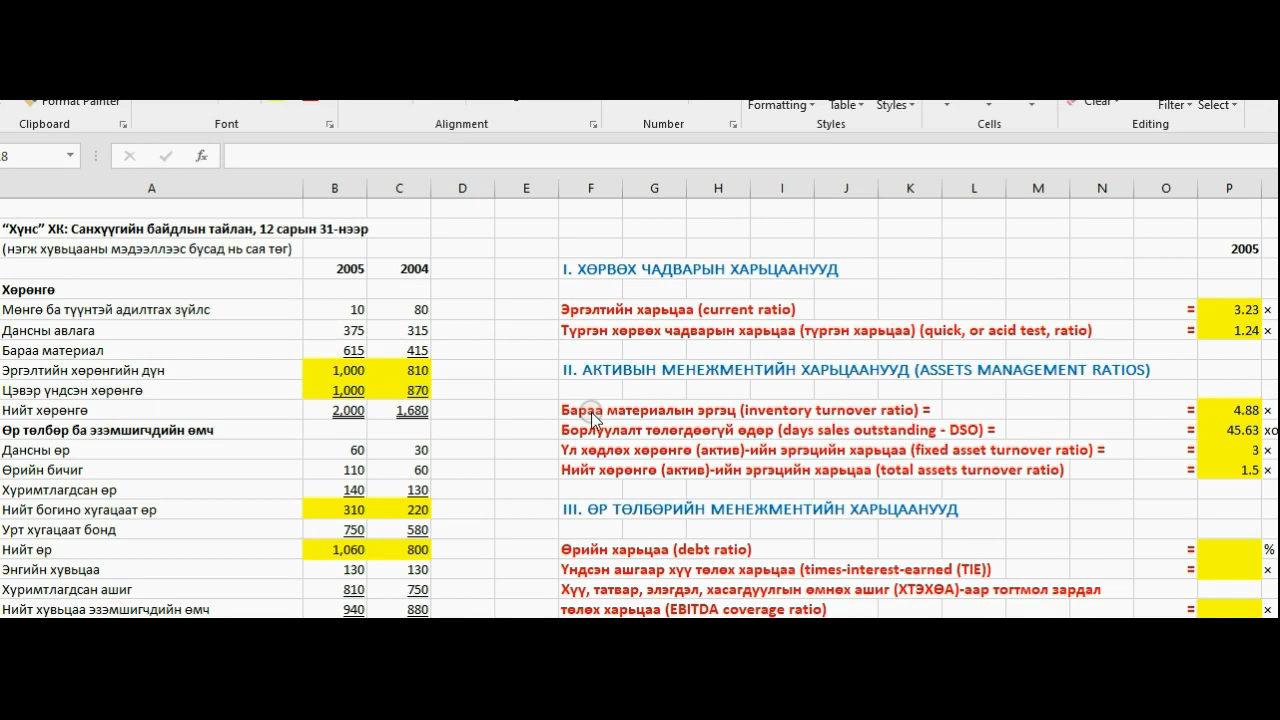 Format Painter
Formatting Table Styles Clear Filter Select
Clipboard Font Alignment Number Styles Cells Editing
8 fx
A B C D E F G H I J K L M N O P
“Хүнс” ХК: Санхүүгийн байдлын тайлан, 12 сарын 31-нээр
(нэгж хувьцааны мэдээллээс бусад нь сая төг) 2005
2005 2004 I. ХӨРВӨХ ЧАДВАРЫН ХАРЬЦААНУУД
Хөрөнгө
Мөнгө ба түүнтэй адилтгах зүйлс 10 80 Эргэлтийн харьцаа (current ratio) = 3.23 ×
Дансны авлага 375 315 Түргэн хөрвөх чадварын харьцаа (түргэн харьцаа) (quick, or acid test, ratio) = 1.24 ×
Бараа материал 615 415
Эргэлтийн хөрөнгийн дүн 1,000 810 II. АКТИВЫН МЕНЕЖМЕНТИЙН ХАРЬЦААНУУД (ASSETS MANAGEMENT RATIOS)
Цэвэр үндсэн хөрөнгө 1,000 870
Нийт хөрөнгө 2,000 1,680 Бараа материалын эргэц (inventory turnover ratio) = = 4.88 ×
Өр төлбөр ба эзэмшигчдийн өмч Борлуулалт төлөгдөөгүй өдөр (days sales outstanding - DSO) = = 45.63 хо
Дансны өр 60 30 Үл хөдлөх хөрөнгө (актив)-ийн эргэцийн харьцаа (fixed asset turnover ratio) = = 3 ×
Өрийн бичиг 110 60 Нийт хөрөнгө (актив)-ийн эргэцийн харьцаа (total assets turnover ratio) = 1.5 ×
Хуримтлагдсан өр 140 130
Нийт богино хугацаат өр 310 220 III. ӨР ТӨЛБӨРИЙН МЕНЕЖМЕНТИЙН ХАРЬЦААНУУД
Урт хугацаат бонд 750 580
Нийт өр 1,060 800 Өрийн харьцаа (debt ratio) = %
Энгийн хувьцаа 130 130 Үндсэн ашгаар хүү төлөх харьцаа (times-interest-earned (TIE)) = ×
Хуримтлагдсан ашиг 810 750 Хүү, татвар, элэгдэл, хасагдуулгын өмнөх ашиг (ХТЭХӨА)-аар тогтмол зардал
Нийт хувьцаа эзэмшигчдийн өмч 940 880 төлөх харьцаа (EBITDA coverage ratio) = ×